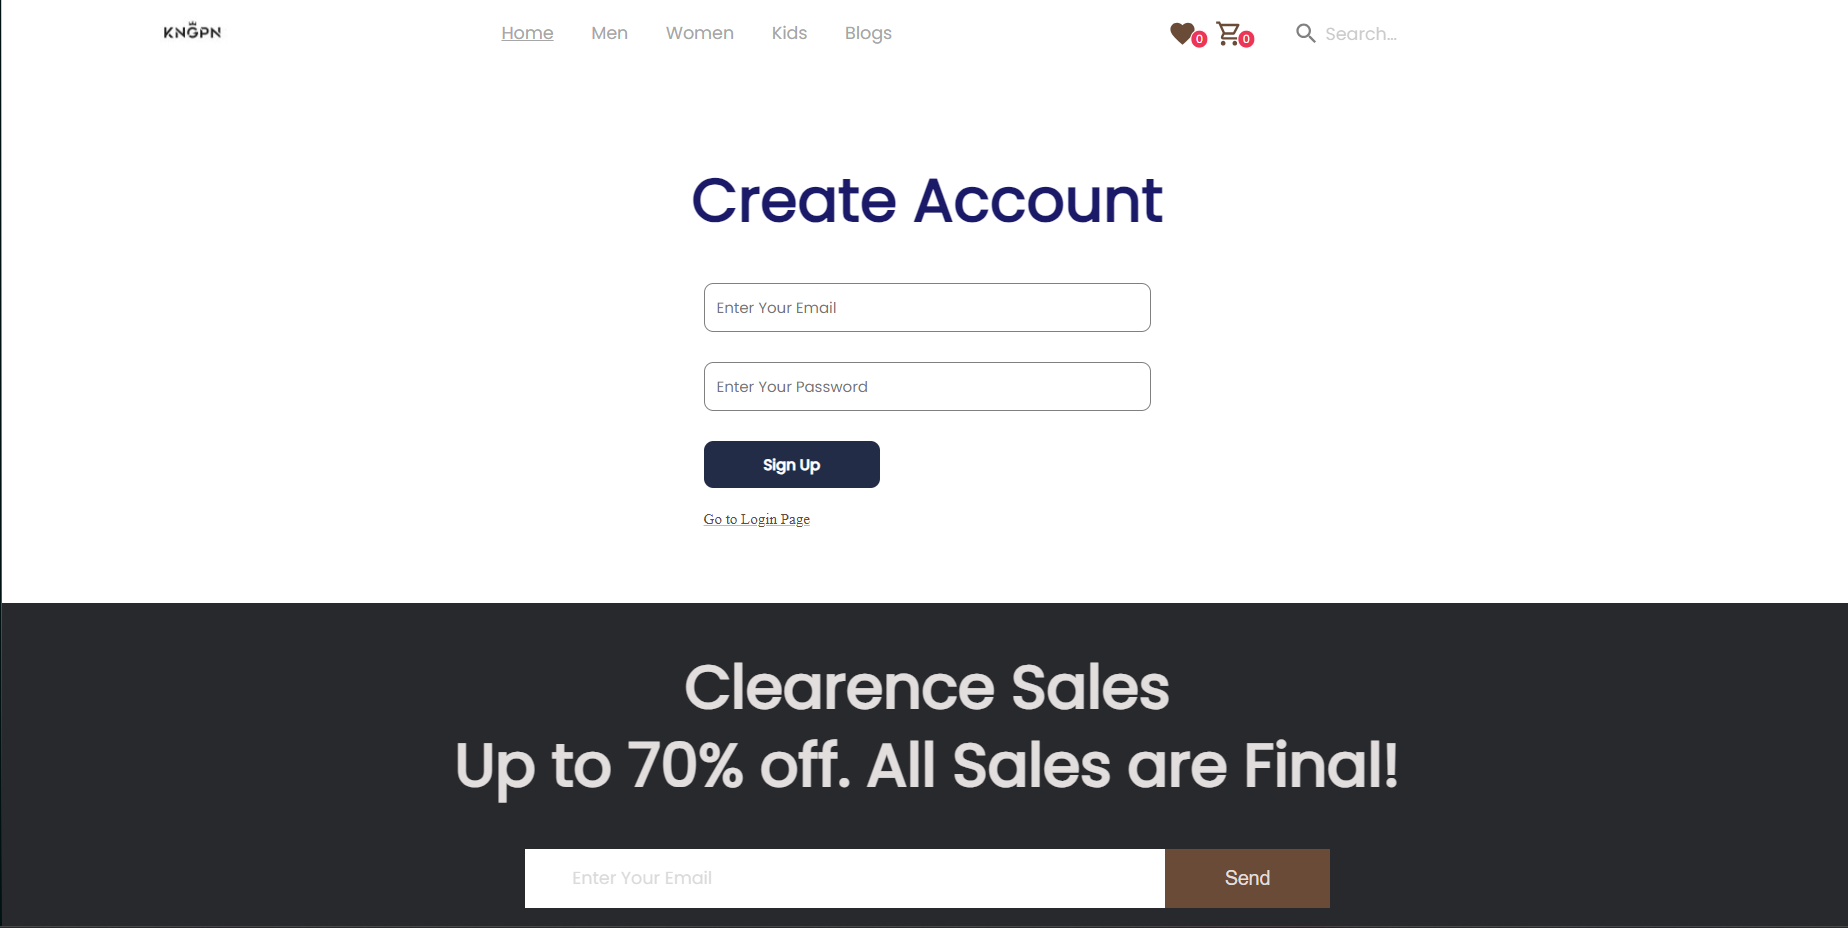 KNGPN
Home Men Women Kids Blogs 0 0 Search...
Create Account
Enter Your Email
Enter Your Password
Sign Up
Go to Login Page
Clearence Sales
Up to 70% off. All Sales are Final!
Enter Your Email Send